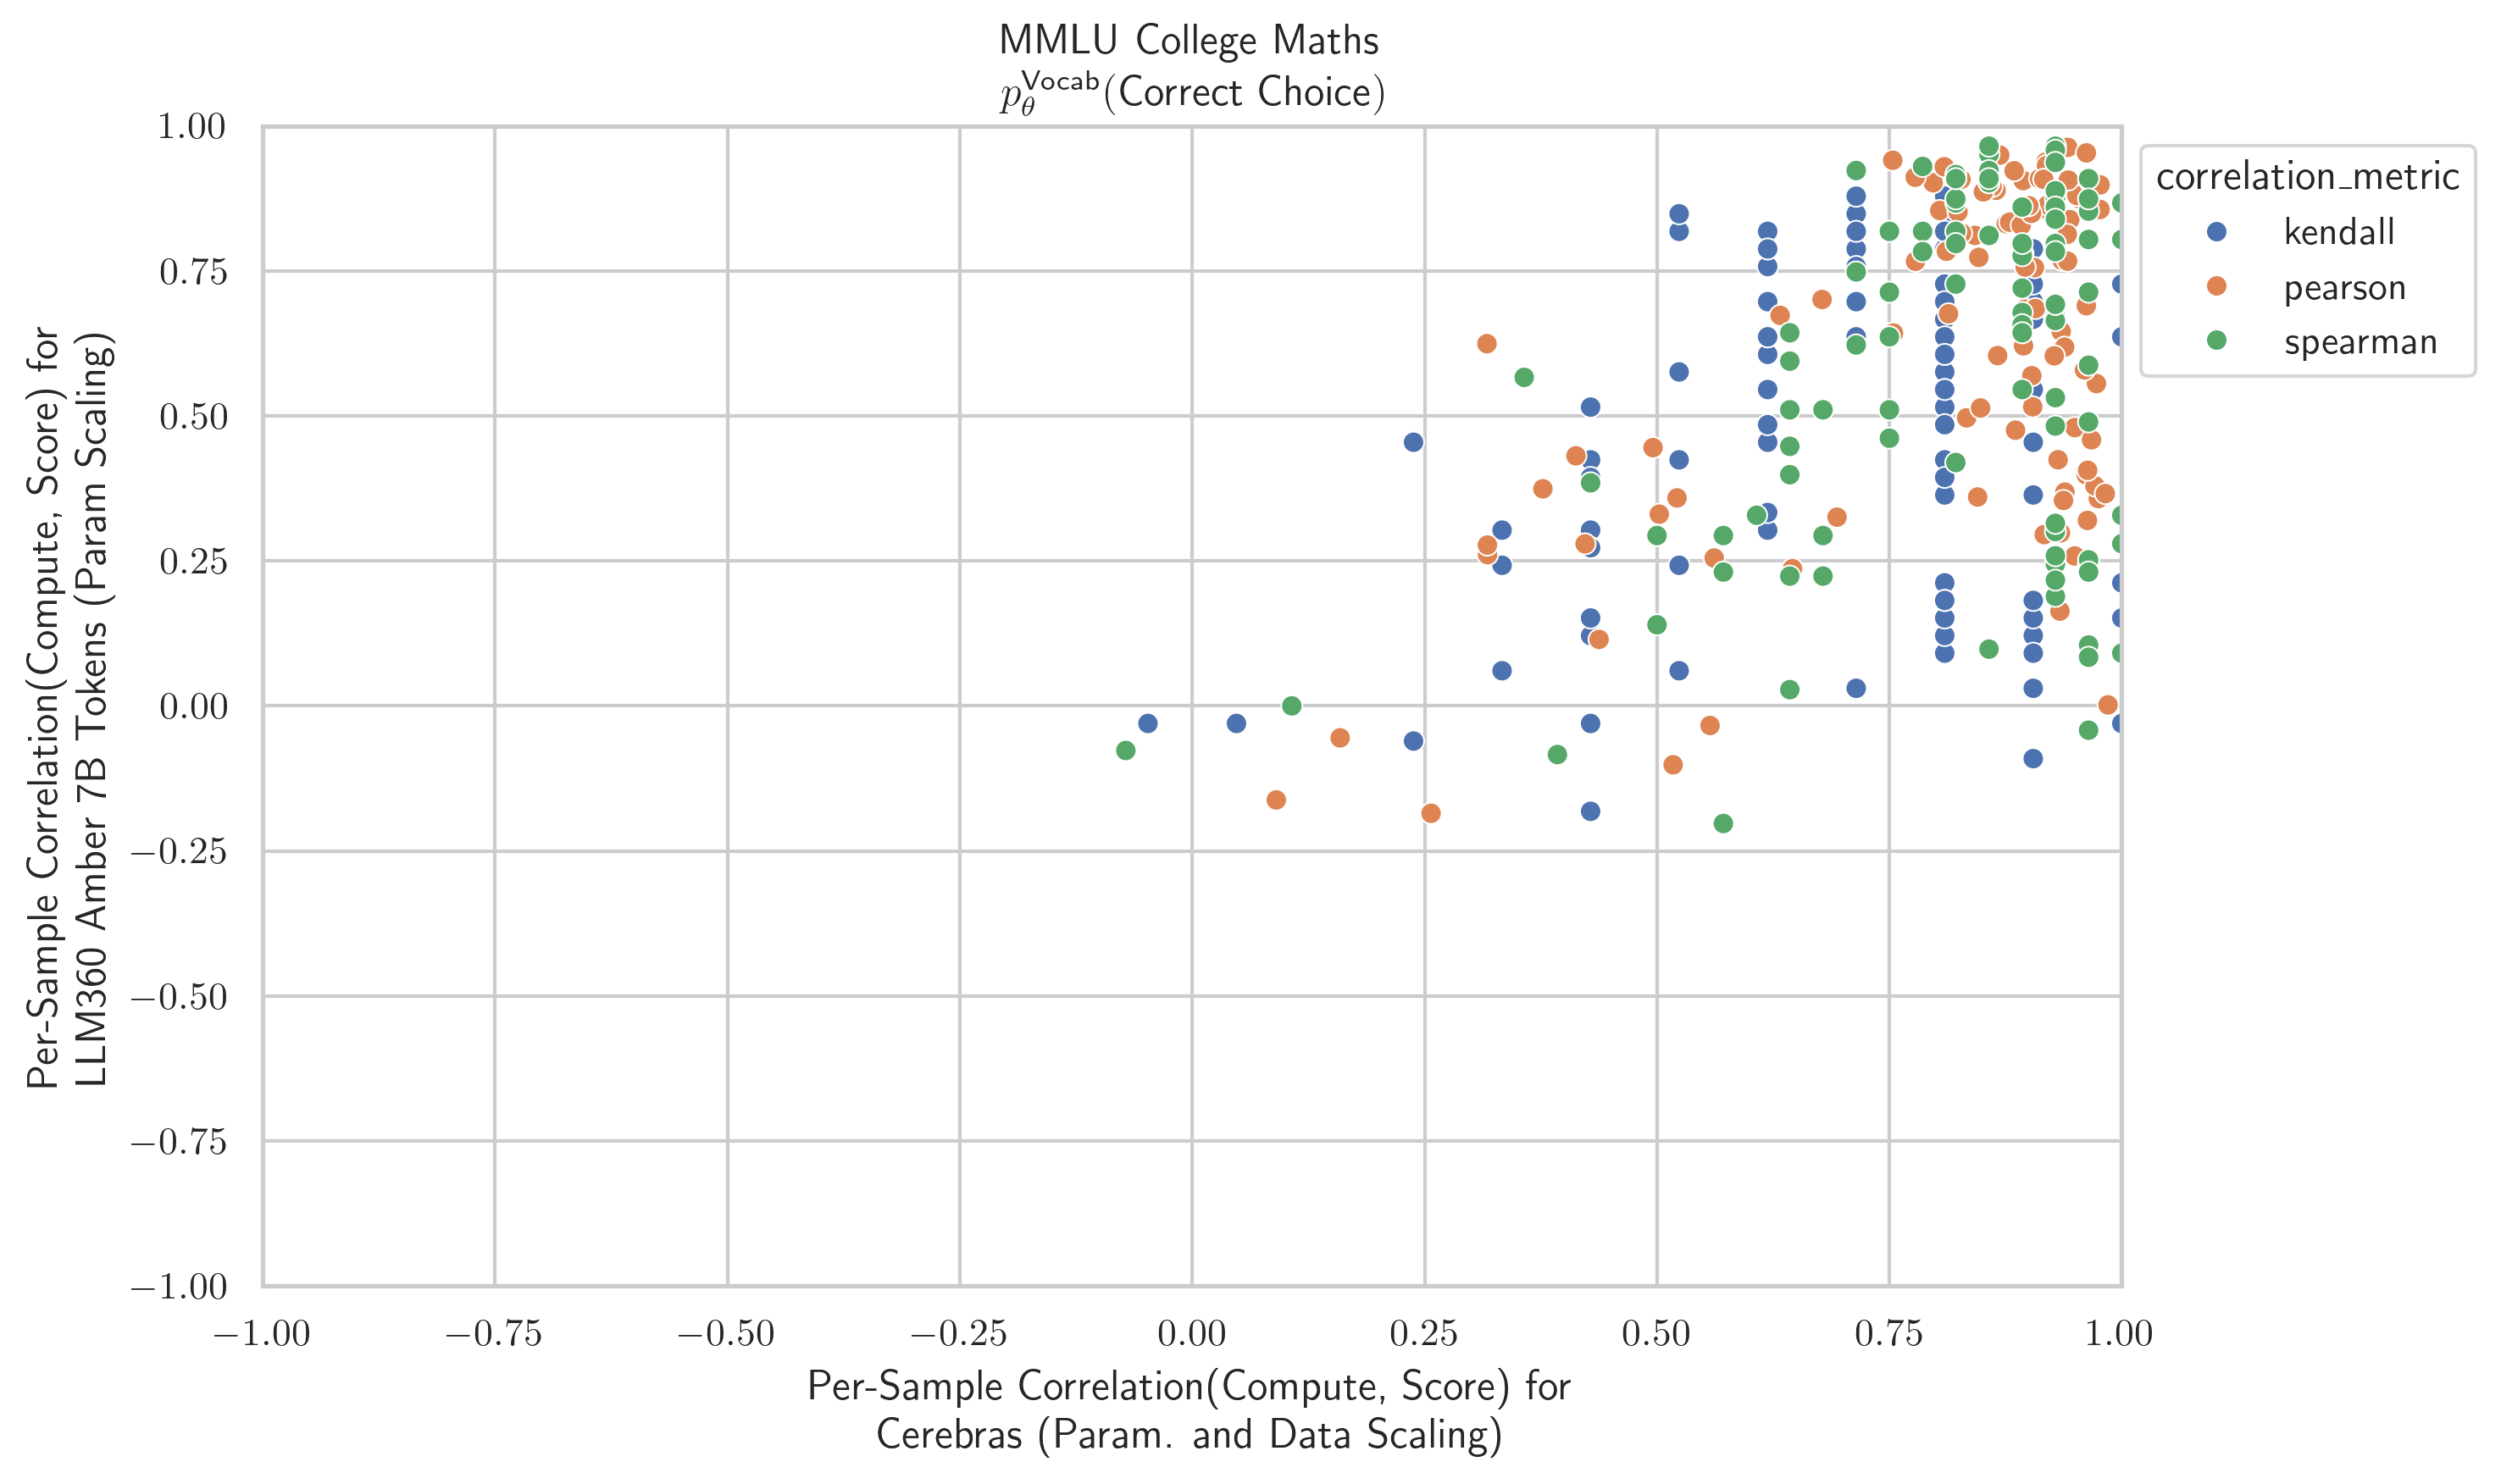 MMLU College Maths
p_θ^Vocab(Correct Choice)
1.00
0.75
0.50
0.25
0.00
−0.25
−0.50
−0.75
−1.00
Per-Sample Correlation(Compute, Score) for
LLM360 Amber 7B Tokens (Param Scaling)
correlation_metric
kendall
pearson
spearman
−1.00 −0.75 −0.50 −0.25 0.00 0.25 0.50 0.75 1.00
Per-Sample Correlation(Compute, Score) for
Cerebras (Param. and Data Scaling)